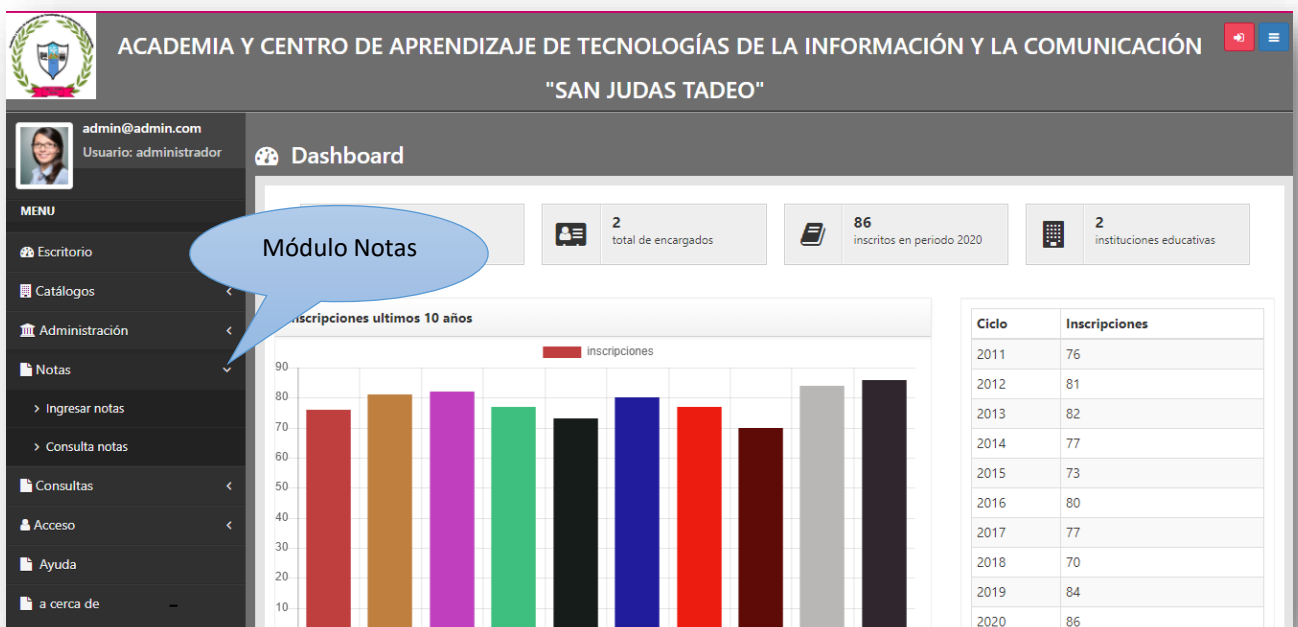 ACADEMIA Y CENTRO DE APRENDIZAJE DE TECNOLOGÍAS DE LA INFORMACIÓN Y LA COMUNICACIÓN
"SAN JUDAS TADEO"
admin@admin.com
Usuario: administrador
Dashboard
MENU
Escritorio
Catálogos
Administración
Notas
Ingresar notas
Consulta notas
Consultas
Acceso
Ayuda
a cerca de
Módulo Notas
2
total de encargados
86
inscritos en periodo 2020
2
instituciones educativas
nscripciones ultimos 10 años
inscripciones
90
80
70
60
50
40
30
20
10
Ciclo Inscripciones
2011 76
2012 81
2013 82
2014 77
2015 73
2016 80
2017 77
2018 70
2019 84
2020 86